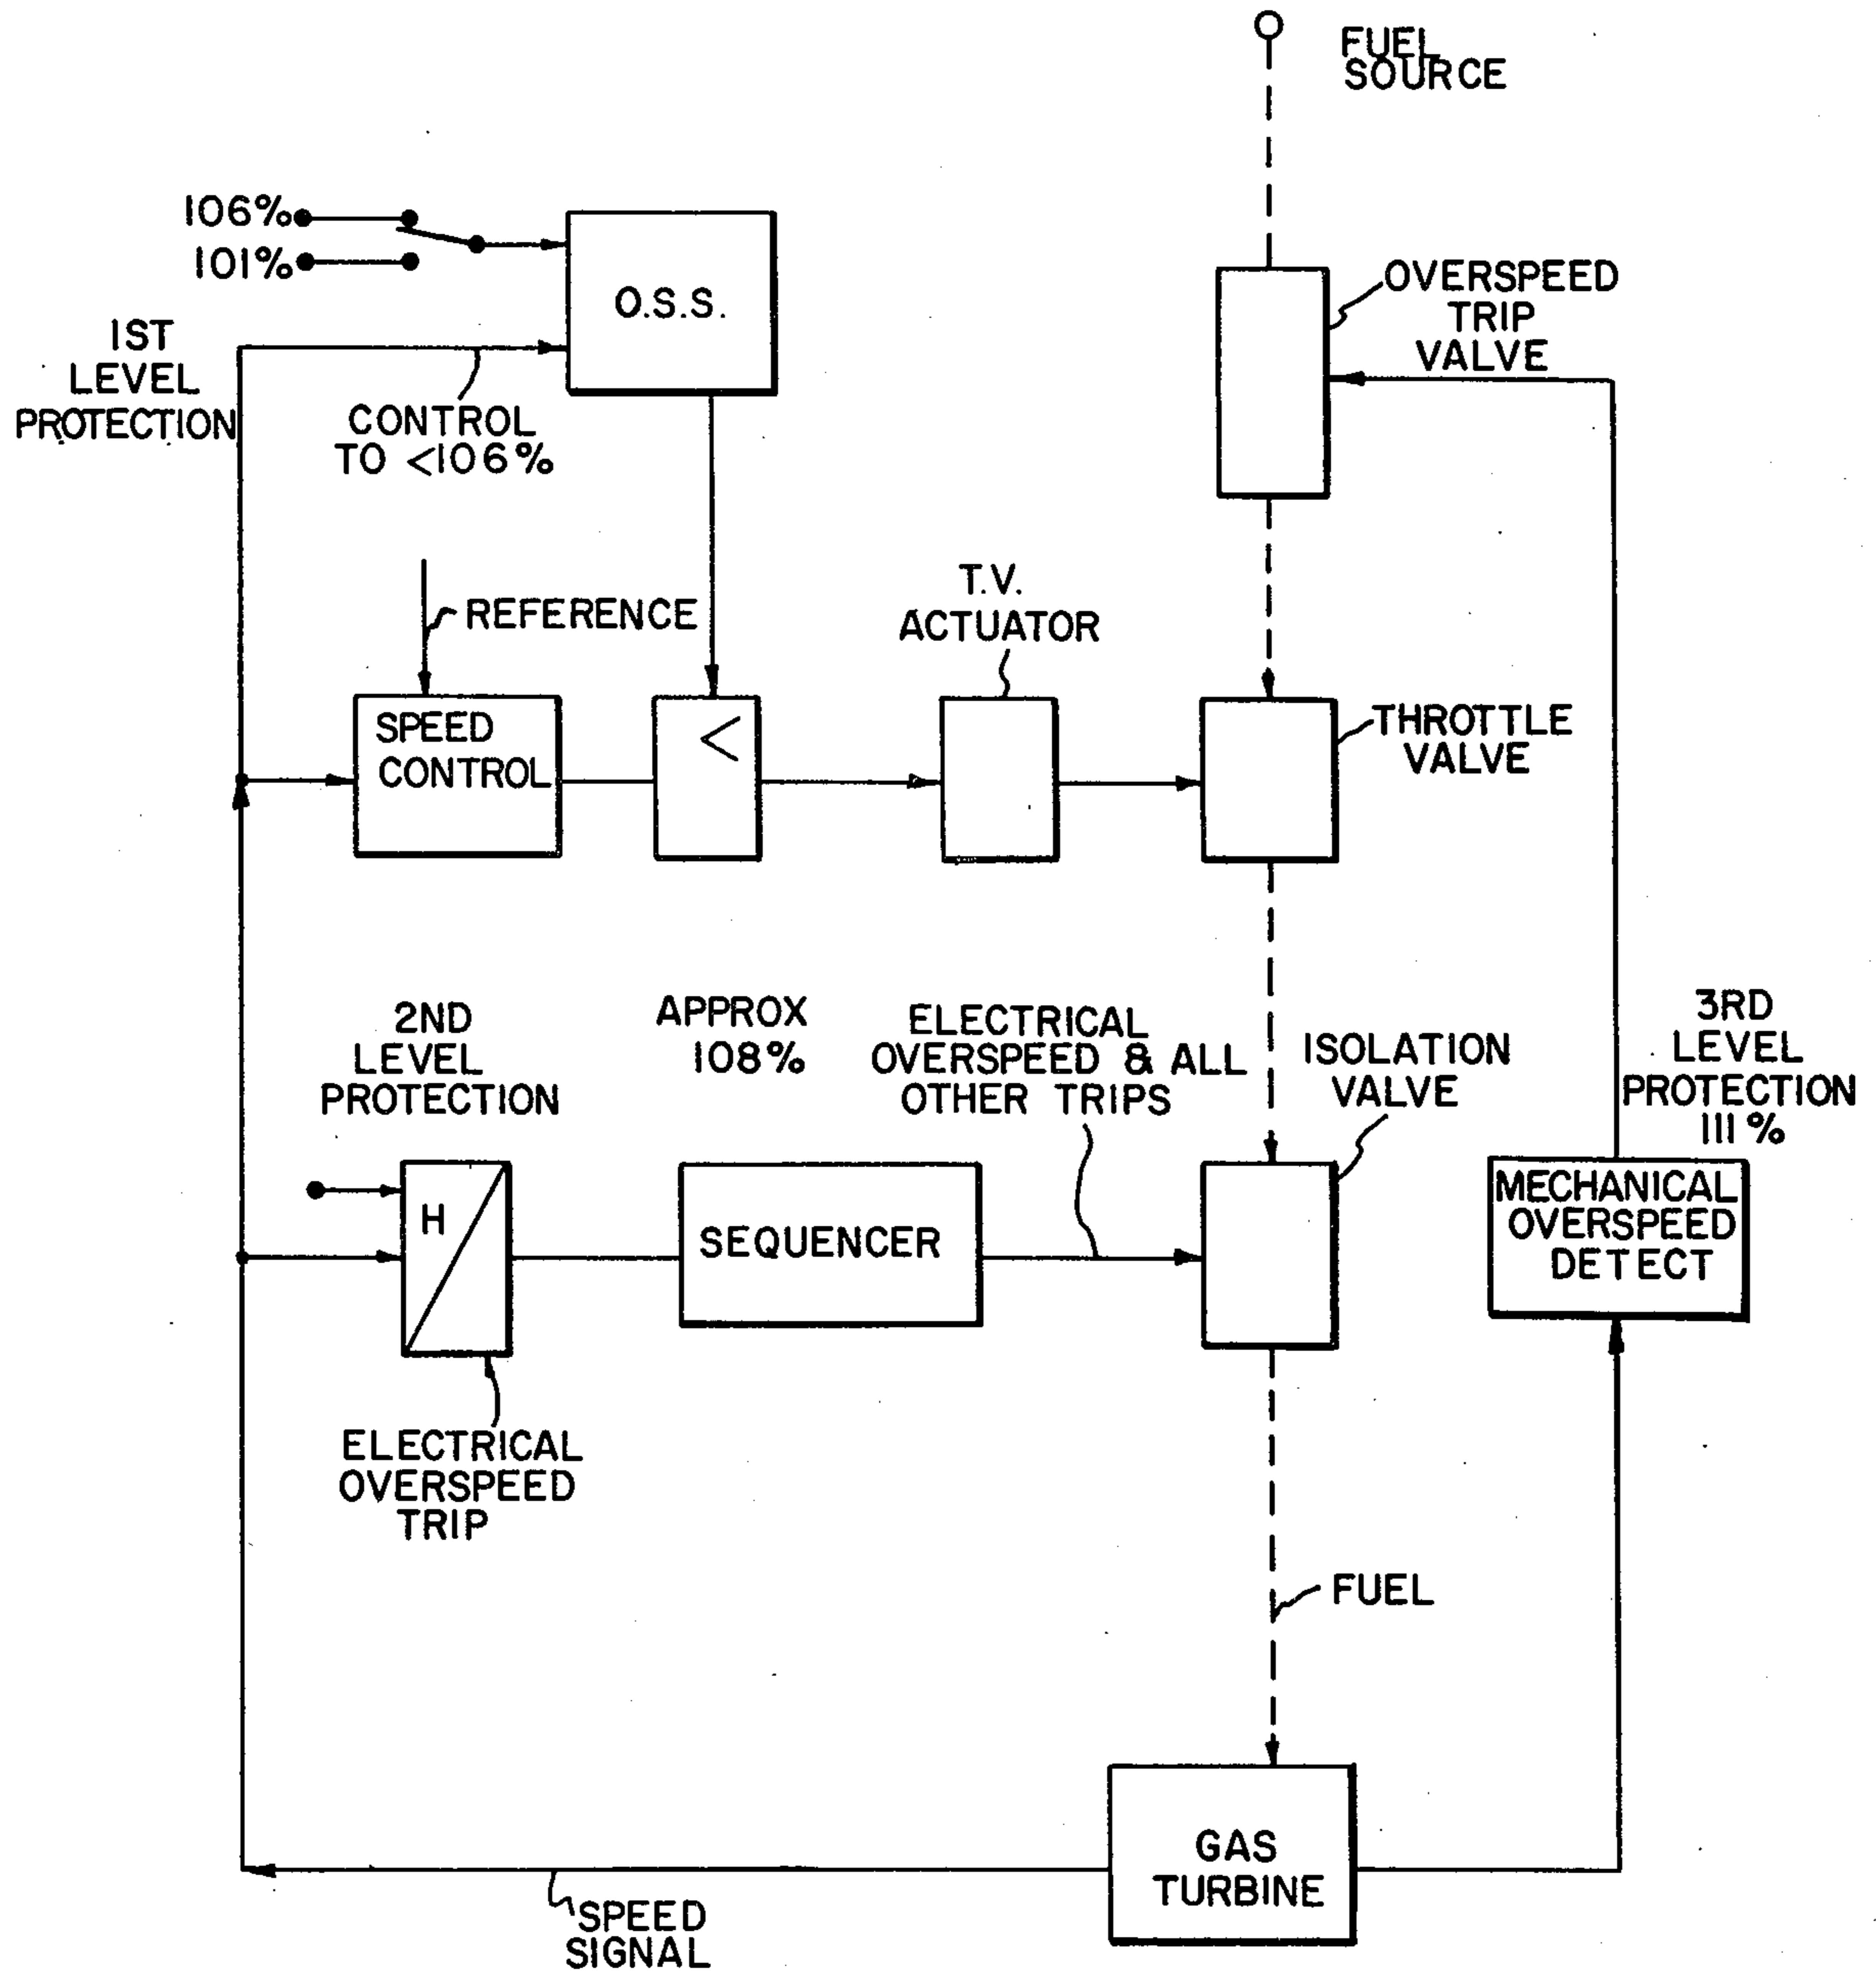 FUEL
SOURCE
106%
101%
O.S.S.
OVERSPEED
TRIP
VALVE
1ST
LEVEL
PROTECTION
CONTROL
TO <106%
REFERENCE
T.V.
ACTUATOR
SPEED
CONTROL
<
THROTTLE
VALVE
2ND
LEVEL
PROTECTION
APPROX
108%
ELECTRICAL
OVERSPEED & ALL
OTHER TRIPS
ISOLATION
VALVE
3RD
LEVEL
PROTECTION
111%
H
SEQUENCER
MECHANICAL
OVERSPEED
DETECT
ELECTRICAL
OVERSPEED
TRIP
FUEL
GAS
TURBINE
SPEED
SIGNAL